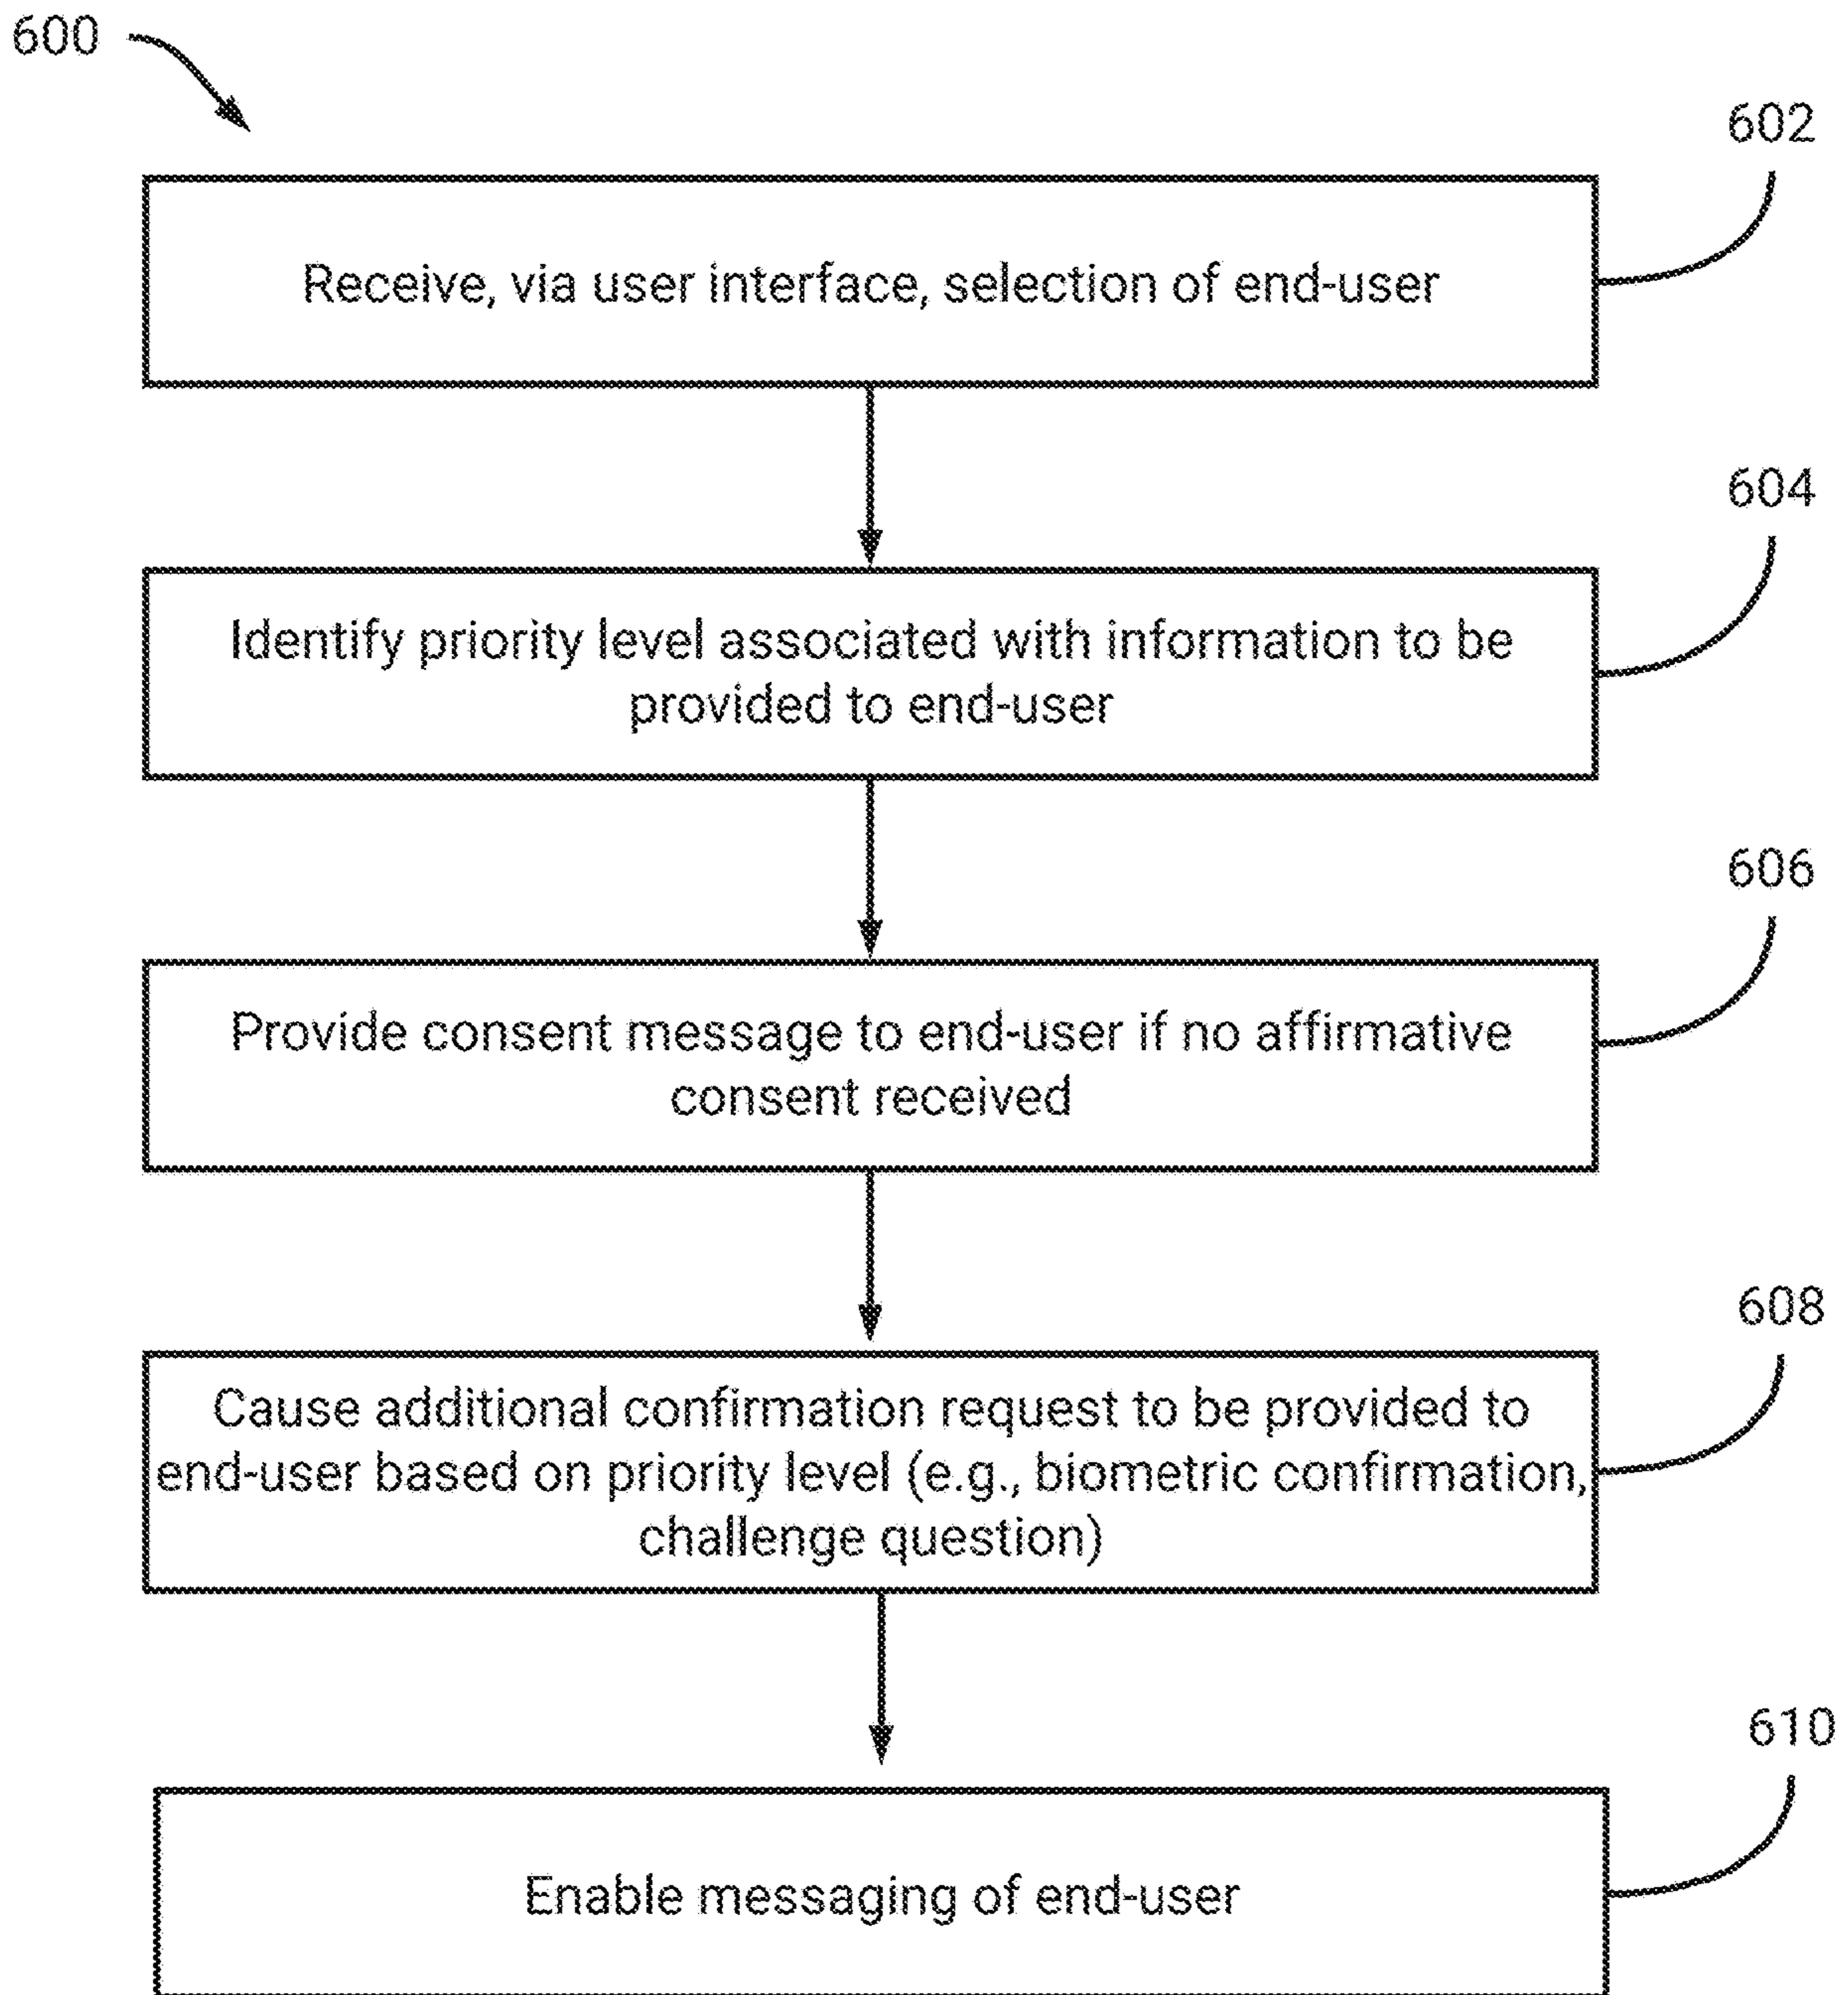 600
602
Receive, via user interface, selection of end-user
604
Identify priority level associated with information to be
provided to end-user
606
Provide consent message to end-user if no affirmative
consent received
608
Cause additional confirmation request to be provided to
end-user based on priority level (e.g., biometric confirmation,
challenge question)
610
Enable messaging of end-user